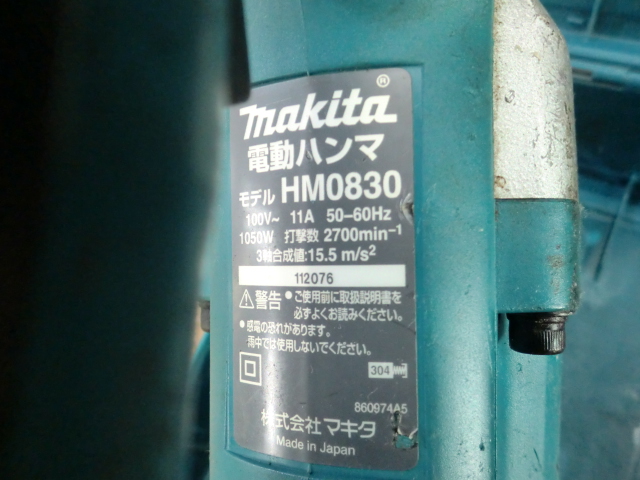 makita®
電動ハンマ
モデル HM0830
100V~ 11A 50-60Hz
1050W 打撃数 2700min⁻¹
3軸合成値:15.5 m/s²
112076
⚠警告 ●ご使用前に取扱説明書を
必ずよくお読みください。
●感電の恐れがあります。
雨中では使用しないでください。
304
860974A5
株式会社マキタ
Made in Japan